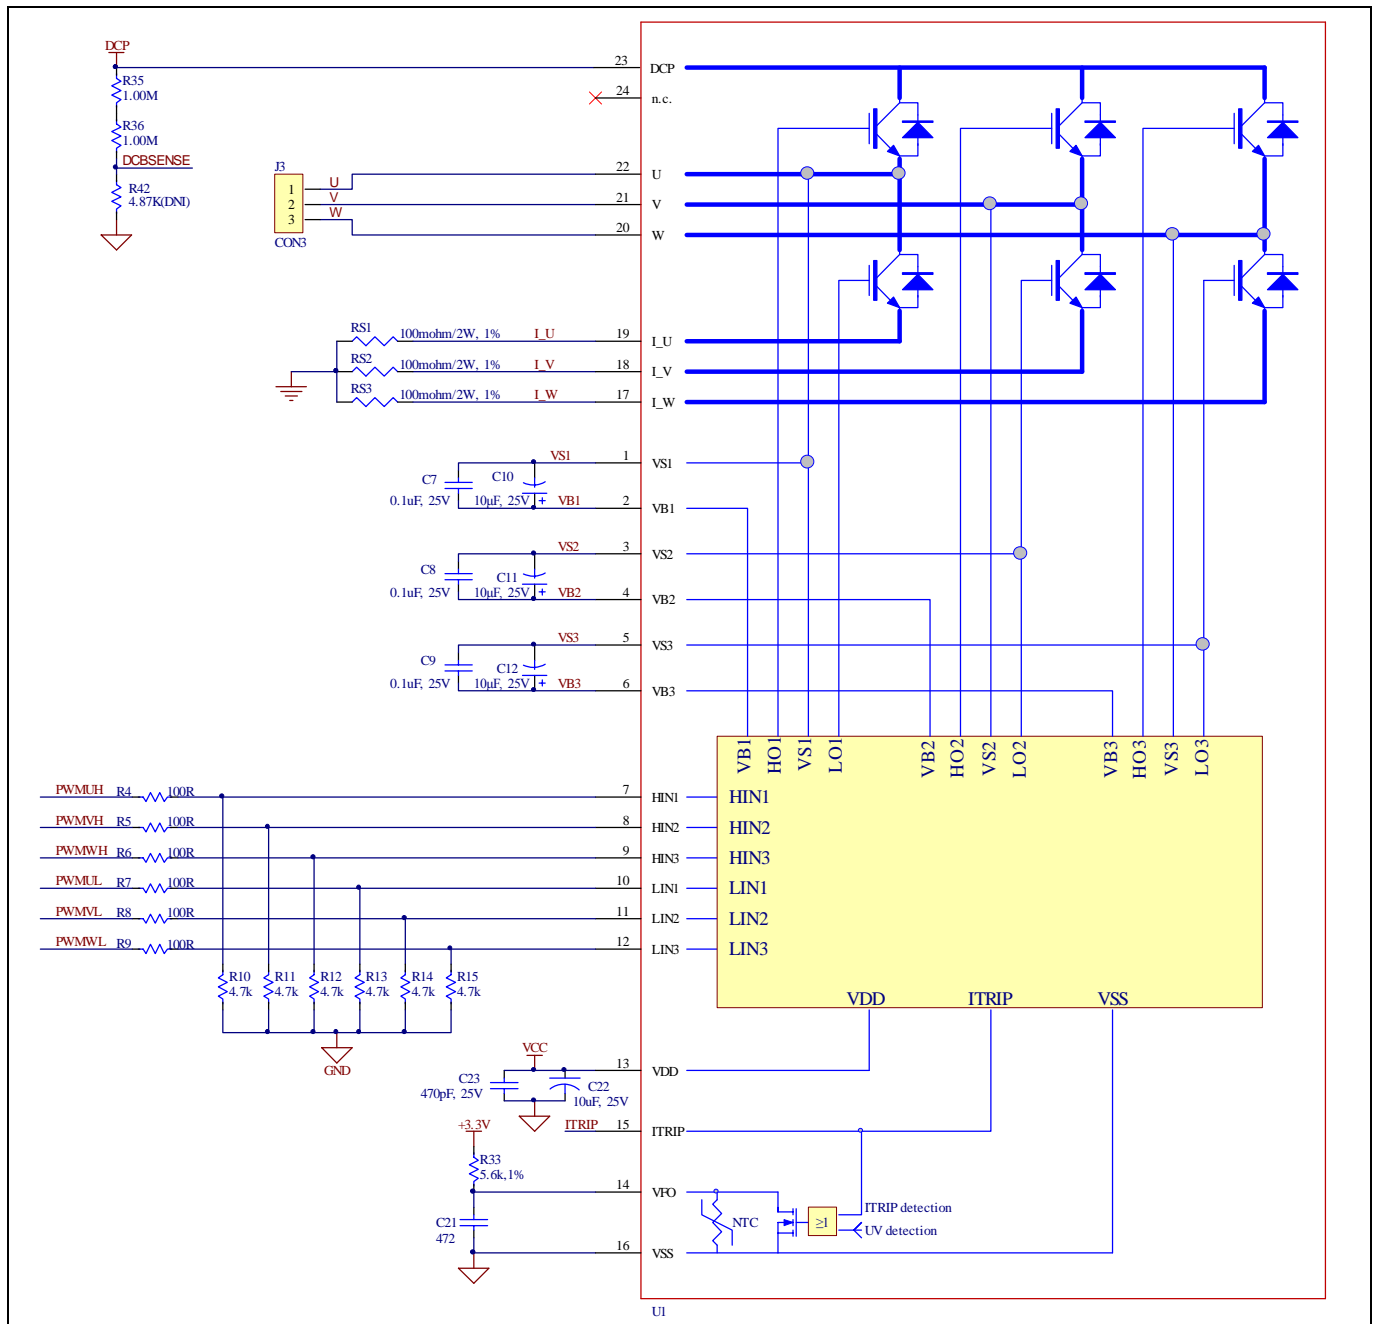 DCP
R35
1.00M
R36
1.00M
DCBSENSE
R42
4.87K(DNI)
J3
1
2
3
CON3
U
V
W
23
24
22
21
20
DCP
n.c.
U
V
W
RS1
100mohm/2W, 1%
I_U
19
I_U
RS2
100mohm/2W, 1%
I_V
18
I_V
RS3
100mohm/2W, 1%
I_W
17
I_W
VS1
1
VS1
C7
C10
0.1uF, 25V
10µF, 25V
+
VB1
2
VB1
VS2
3
VS2
C8
C11
0.1uF, 25V
10µF, 25V
+
VB2
4
VB2
VS3
5
VS3
C9
C12
0.1uF, 25V
10µF, 25V
+
VB3
6
VB3
VB1
HO1
VS1
LO1
VB2
HO2
VS2
LO2
VB3
HO3
VS3
LO3
PWMUH R4 100R
7
HIN1
HIN1
PWMVH R5 100R
8
HIN2
HIN2
PWMWH R6 100R
9
HIN3
HIN3
PWMUL R7 100R
10
LIN1
LIN1
PWMVL R8 100R
11
LIN2
LIN2
PWMWL R9 100R
12
LIN3
LIN3
R10
4.7k
R11
4.7k
R12
4.7k
R13
4.7k
R14
4.7k
R15
4.7k
VDD
ITRIP
VSS
GND
VCC
13
VDD
C23
470pF, 25V
C22
10uF, 25V
ITRIP
15
ITRIP
+3.3V
R33
5.6k,1%
14
VFO
C21
472
16
VSS
NTC
≥1
ITRIP detection
UV detection
U1